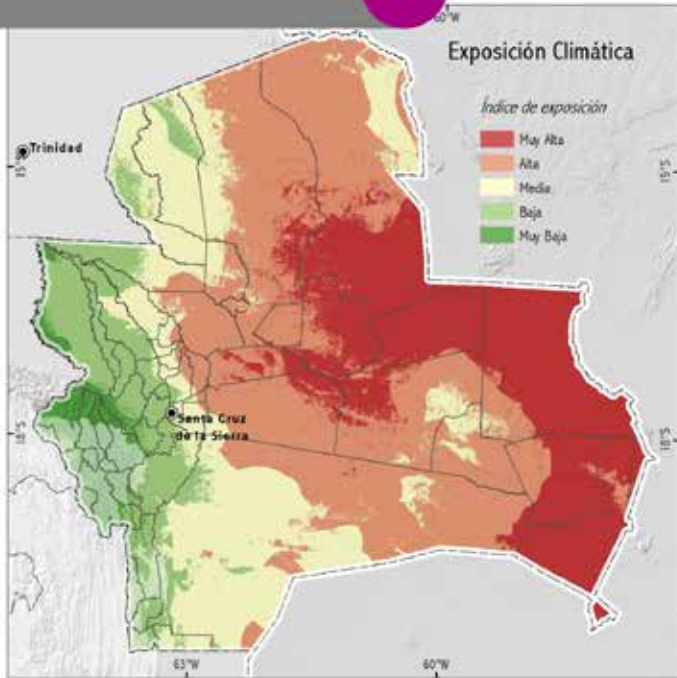 60°W
Exposición Climática
Índice de exposición
Muy Alta
Alta
Media
Baja
Muy Baja
Trinidad
15°S
15°S
Santa Cruz
de la Sierra
18°S
18°S
63°W
60°W